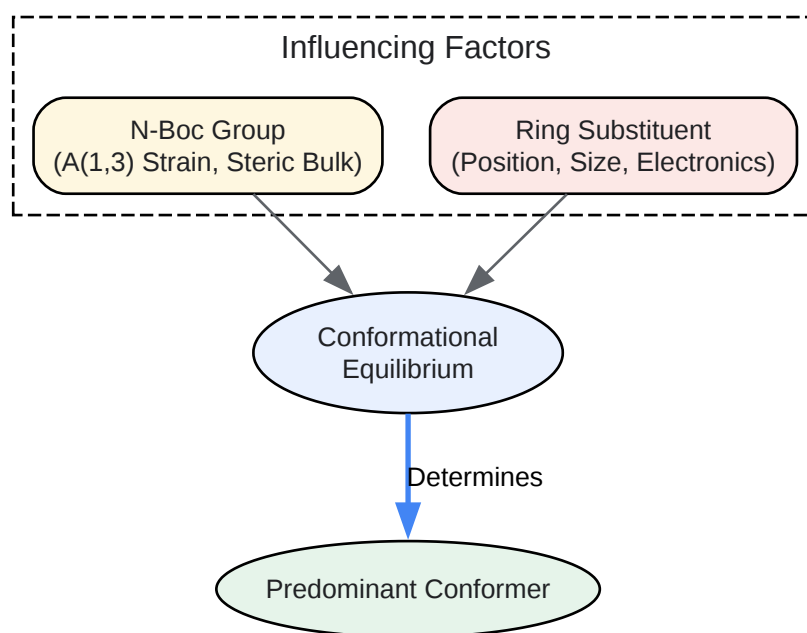 Influencing Factors
N-Boc Group
(A(1,3) Strain, Steric Bulk)
Ring Substituent
(Position, Size, Electronics)
Conformational
Equilibrium
Determines
Predominant Conformer